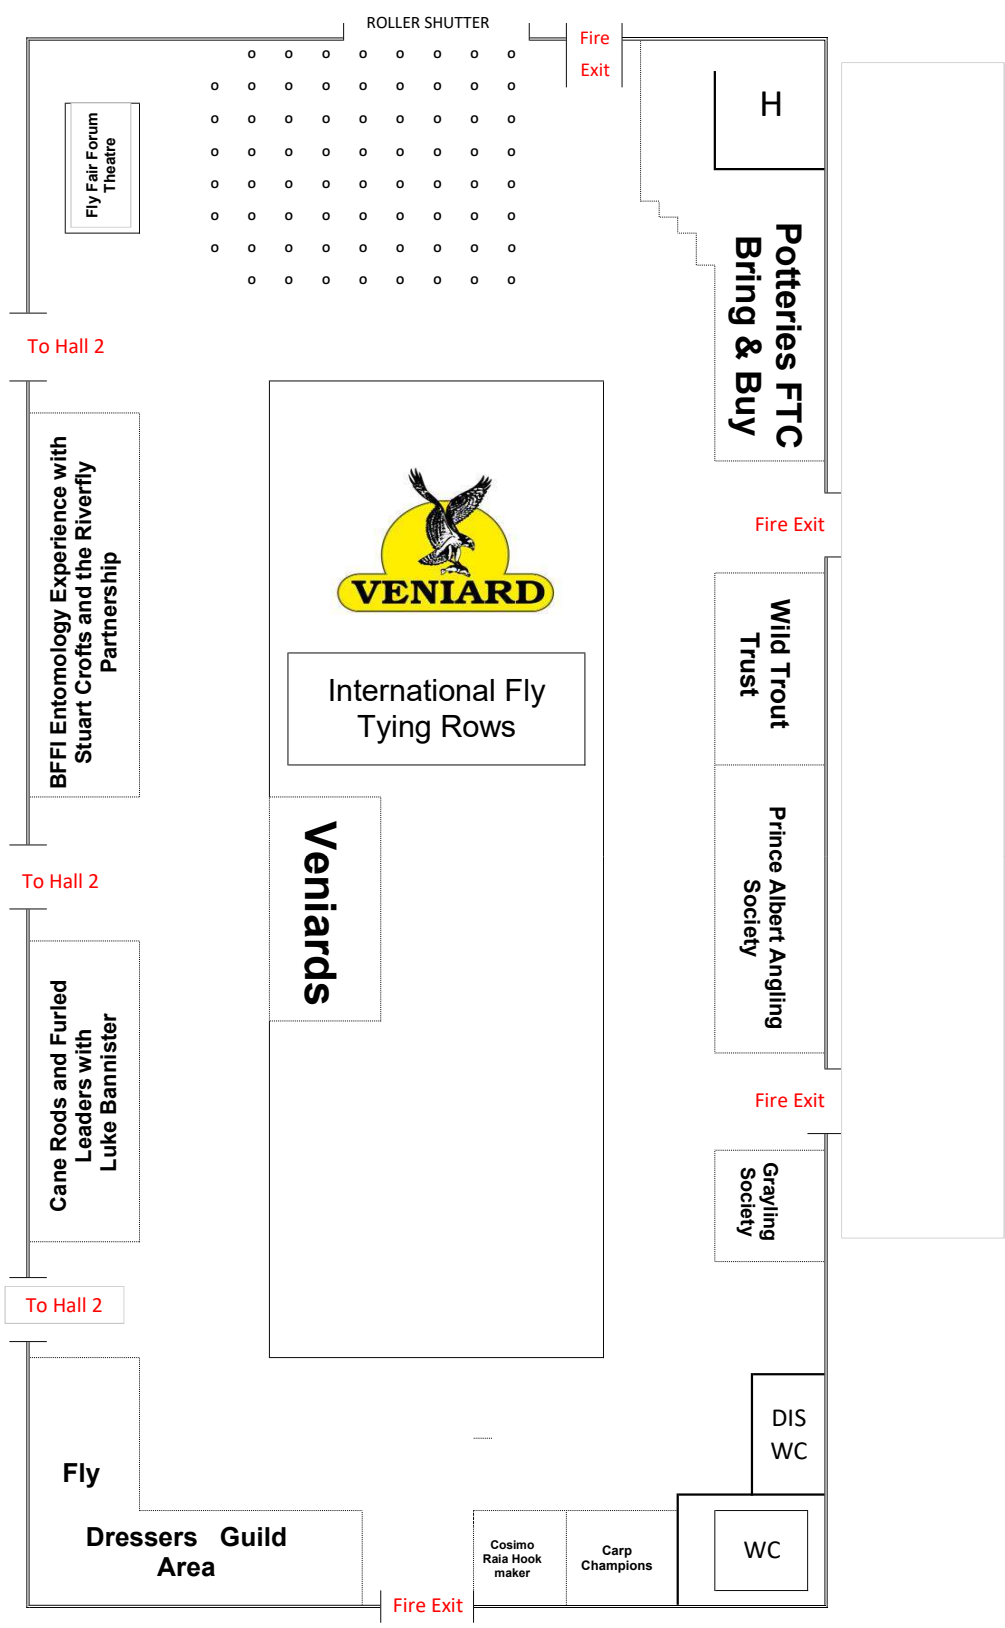 ROLLER SHUTTER
Fire
Exit
o o o o o o o o
o o o o o o o o o
o o o o o o o o o
o o o o o o o o o
o o o o o o o o o
o o o o o o o o o
o o o o o o o o o
o o o o o o o o
H
Fly Fair Forum
Theatre
Potteries FTC
Bring & Buy
To Hall 2
BFFI Entomology Experience with
Stuart Crofts and the Riverfly
Partnership
VENIARD
Fire Exit
International Fly
Tying Rows
Wild Trout
Trust
Veniards
Prince Albert Angling
Society
To Hall 2
Cane Rods and Furled
Leaders with
Luke Bannister
Fire Exit
Grayling
Society
To Hall 2
DIS
WC
Fly
Dressers Guild
Area
Cosimo
Raia Hook
maker
Carp
Champions
WC
Fire Exit